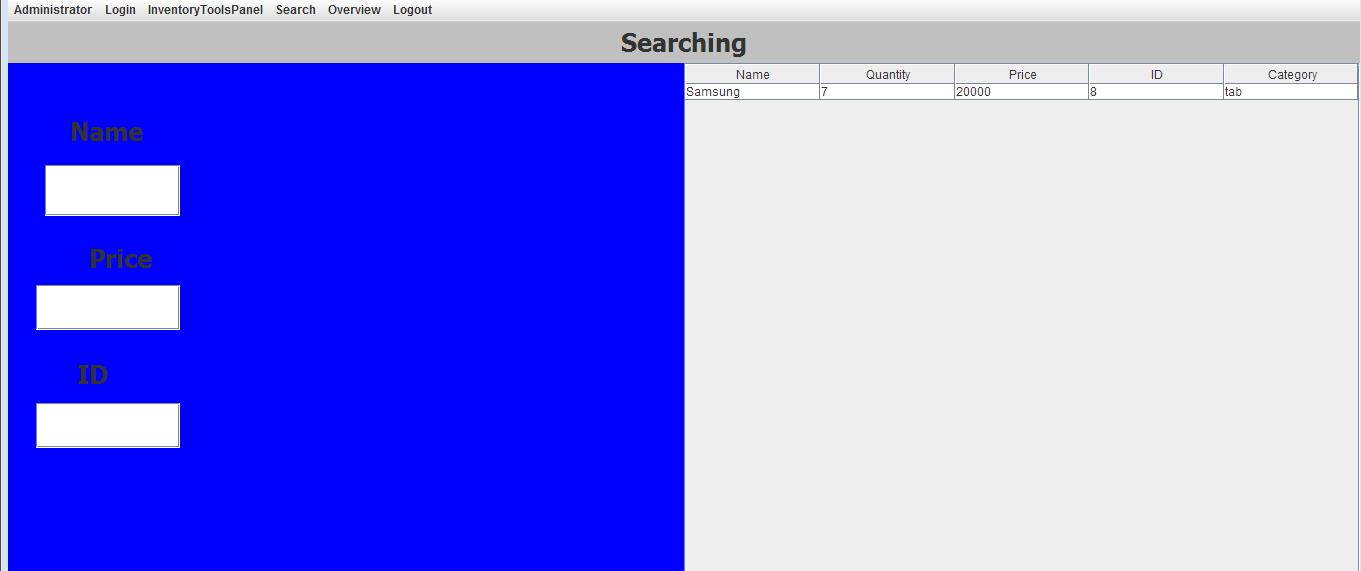 Administrator Login InventoryToolsPanel Search Overview Logout
Searching
Name
Price
ID
Name Quantity Price ID Category
Samsung 7 20000 8 tab